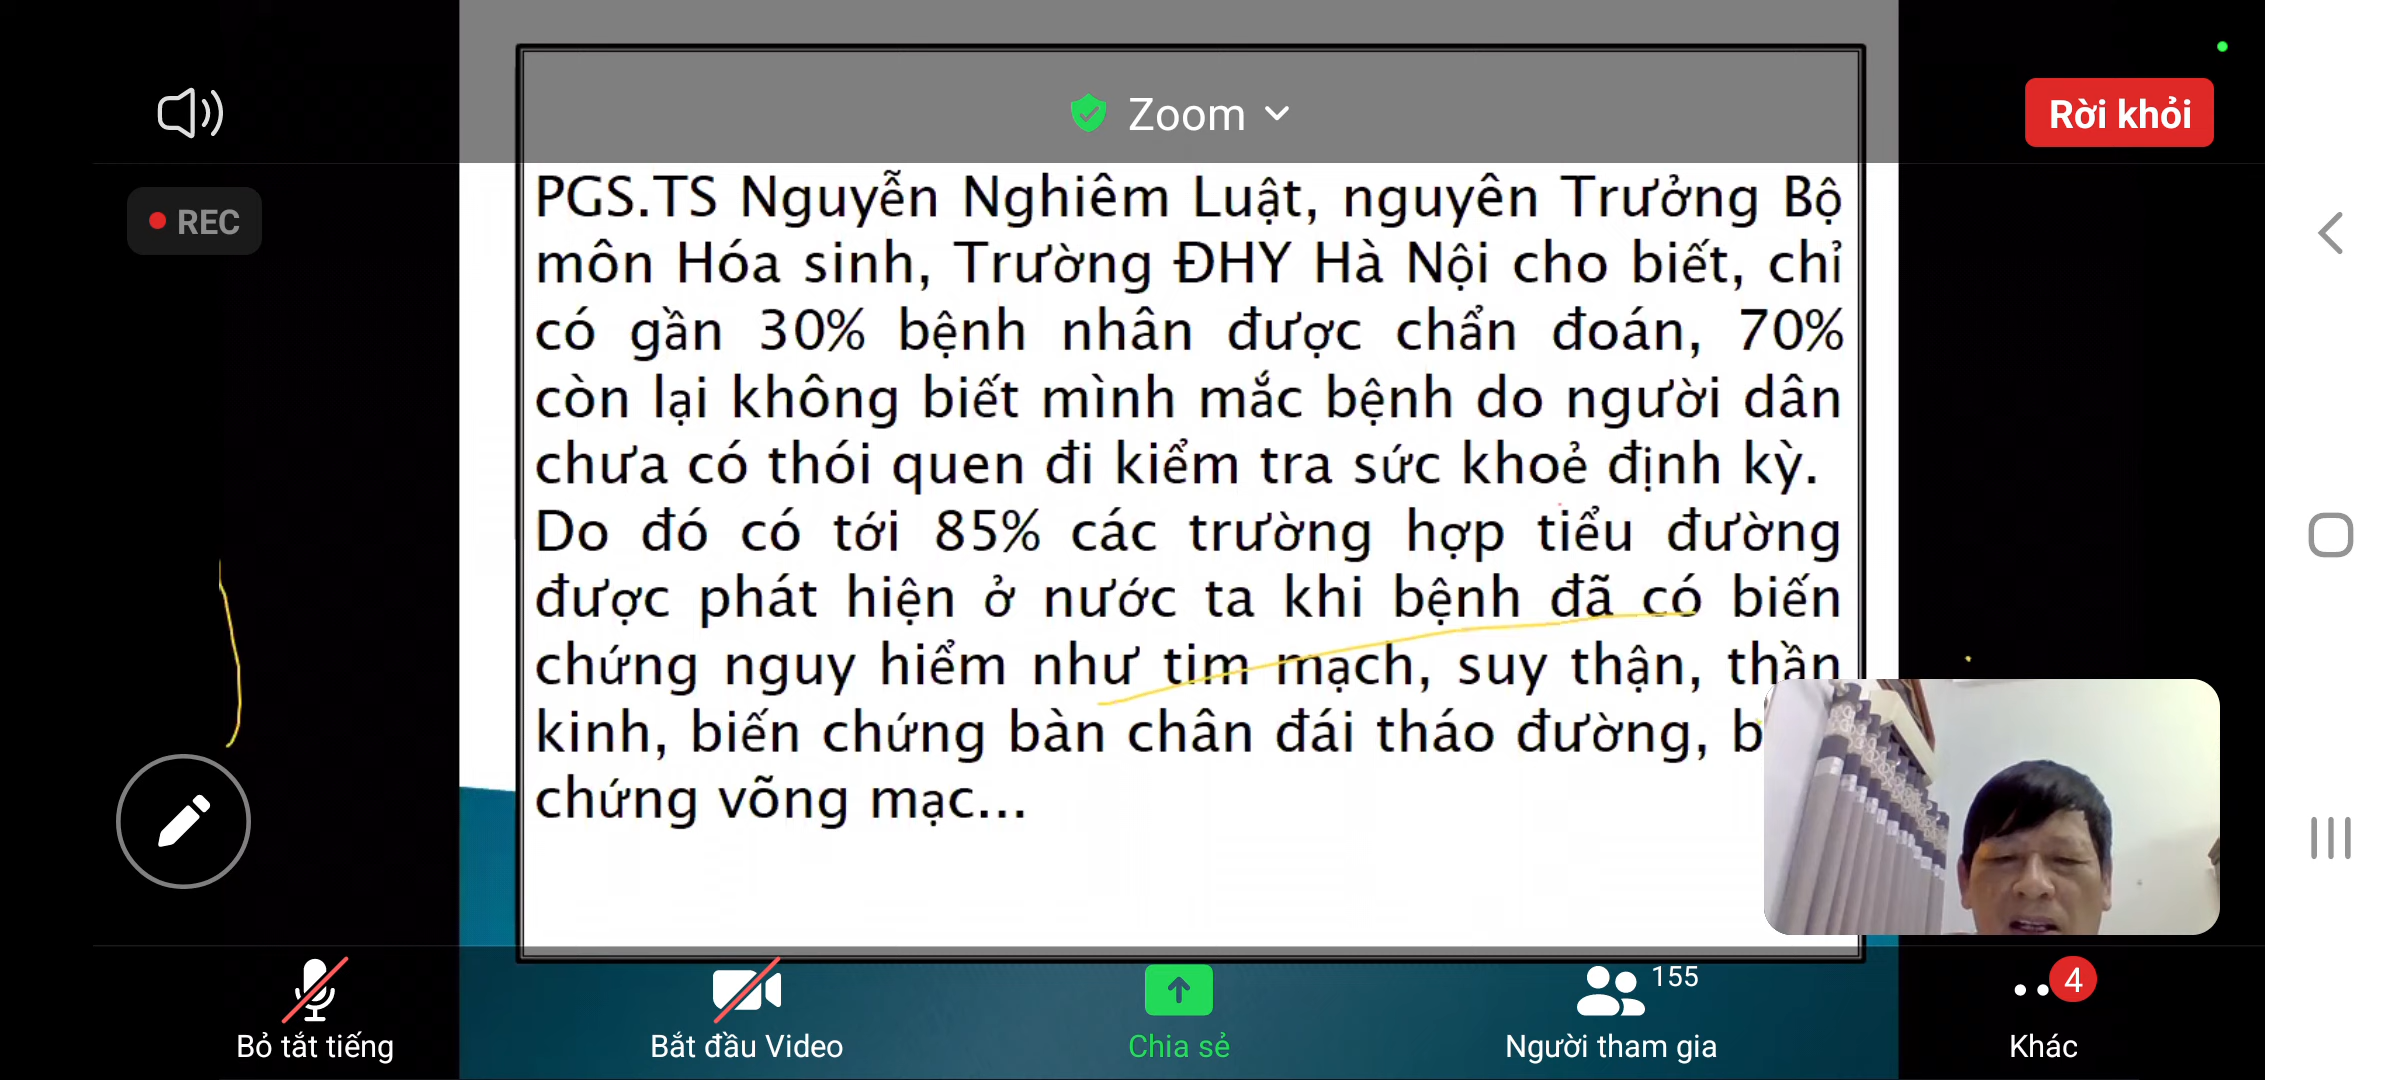 Zoom
Rời khỏi
REC
PGS.TS Nguyễn Nghiêm Luật, nguyên Trưởng Bộ
môn Hóa sinh, Trường ĐHY Hà Nội cho biết, chỉ
có gần 30% bệnh nhân được chẩn đoán, 70%
còn lại không biết mình mắc bệnh do người dân
chưa có thói quen đi kiểm tra sức khoẻ định kỳ.
Do đó có tới 85% các trường hợp tiểu đường
được phát hiện ở nước ta khi bệnh đã có biến
chứng nguy hiểm như tim mạch, suy thận, thần
kinh, biến chứng bàn chân đái tháo đường,
chứng võng mạc...
155
4
Bỏ tắt tiếng
Bắt đầu Video
Chia sẻ
Người tham gia
Khác